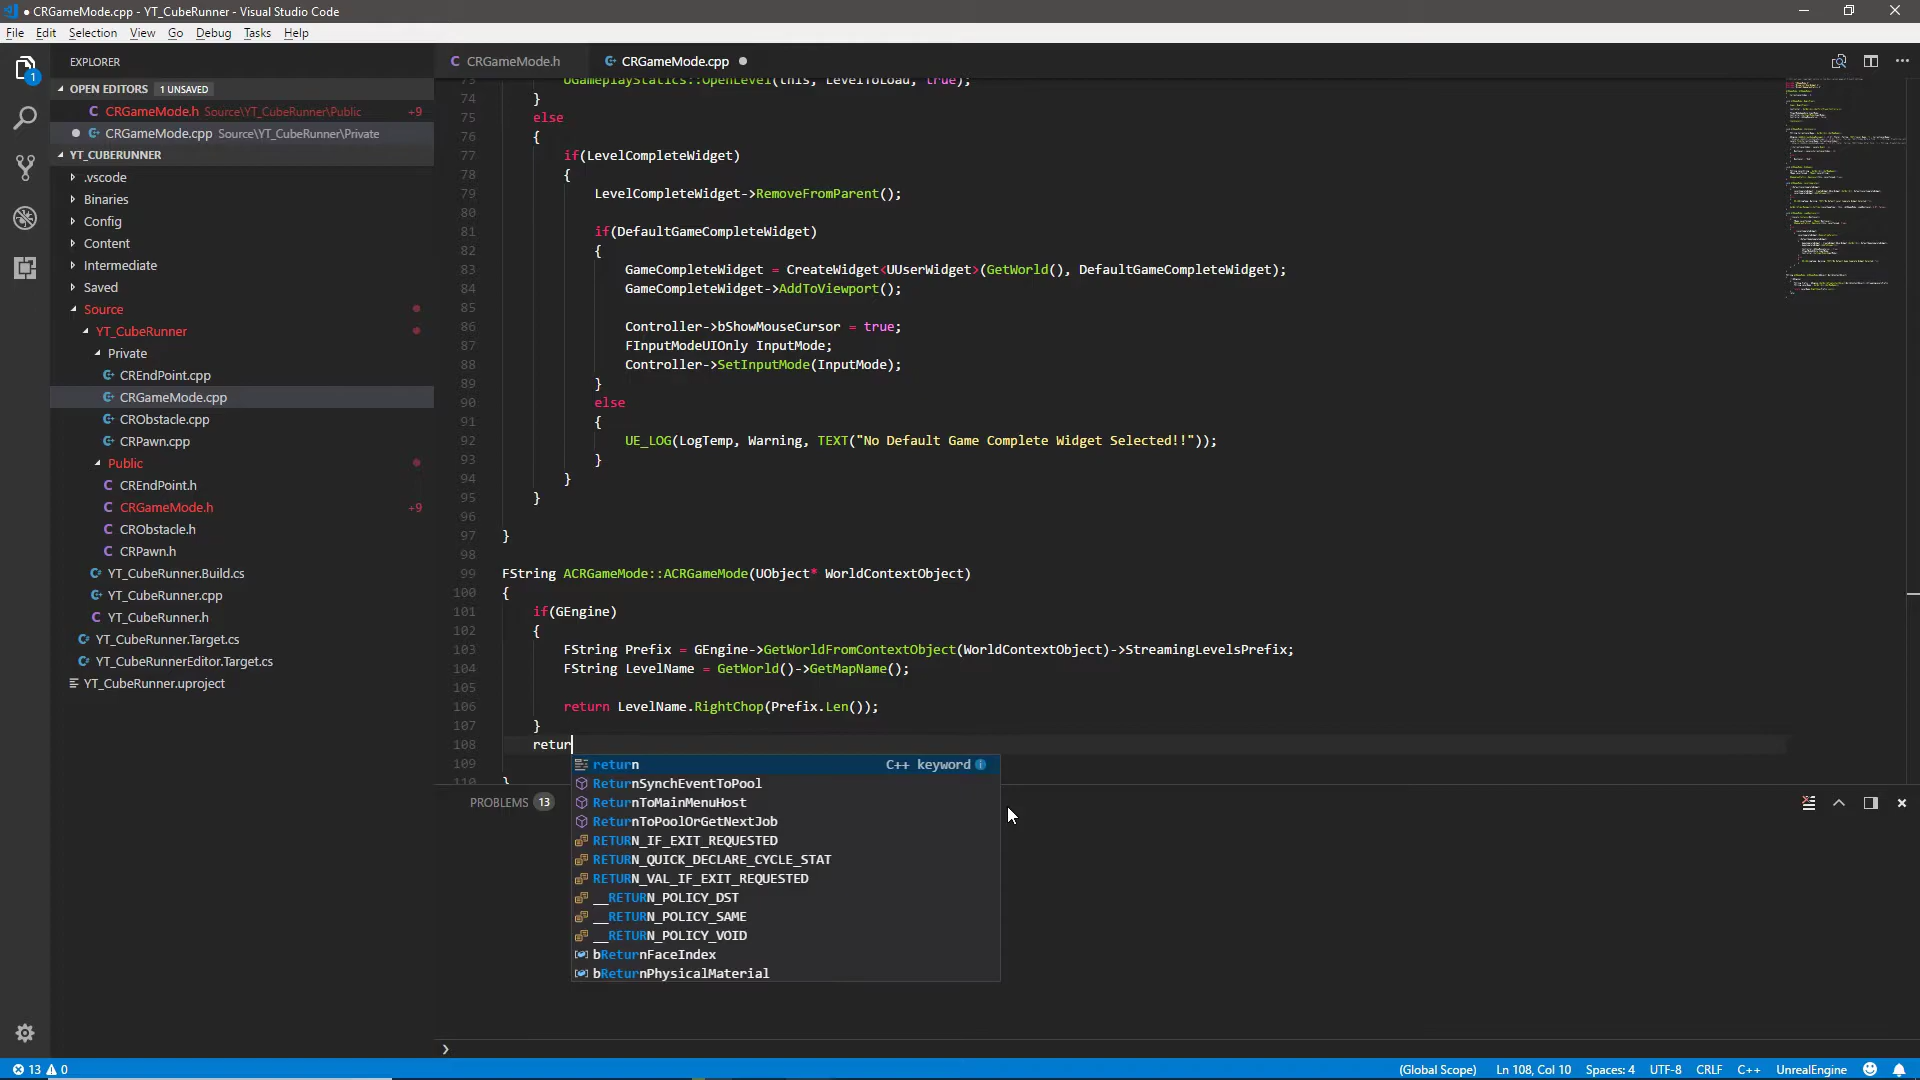 ● CRGameMode.cpp - YT_CubeRunner - Visual Studio Code
File Edit Selection View Go Debug Tasks Help
EXPLORER
OPEN EDITORS 1 UNSAVED
CRGameMode.h Source\YT_CubeRunner\Public +9
CRGameMode.cpp Source\YT_CubeRunner\Private
YT_CUBERUNNER
.vscode
Binaries
Config
Content
Intermediate
Saved
Source
YT_CubeRunner
Private
CREndPoint.cpp
CRGameMode.cpp
CRObstacle.cpp
CRPawn.cpp
Public
CREndPoint.h
CRGameMode.h +9
CRObstacle.h
CRPawn.h
YT_CubeRunner.Build.cs
YT_CubeRunner.cpp
YT_CubeRunner.h
YT_CubeRunner.Target.cs
YT_CubeRunnerEditor.Target.cs
YT_CubeRunner.uproject
1
CRGameMode.h CRGameMode.cpp
73 UGameplayStatics::OpenLevel(this, LevelToLoad, true);
74 }
75 else
76 {
77 if(LevelCompleteWidget)
78 {
79 LevelCompleteWidget->RemoveFromParent();
80
81 if(DefaultGameCompleteWidget)
82 {
83 GameCompleteWidget = CreateWidget<UUserWidget>(GetWorld(), DefaultGameCompleteWidget);
84 GameCompleteWidget->AddToViewport();
85
86 Controller->bShowMouseCursor = true;
87 FInputModeUIOnly InputMode;
88 Controller->SetInputMode(InputMode);
89 }
90 else
91 {
92 UE_LOG(LogTemp, Warning, TEXT("No Default Game Complete Widget Selected!!"));
93 }
94 }
95 }
96
97 }
98
99 FString ACRGameMode::ACRGameMode(UObject* WorldContextObject)
100 {
101 if(GEngine)
102 {
103 FString Prefix = GEngine->GetWorldFromContextObject(WorldContextObject)->StreamingLevelsPrefix;
104 FString LevelName = GetWorld()->GetMapName();
105
106 return LevelName.RightChop(Prefix.Len());
107 }
108 retur
109
110 }
return C++ keyword
ReturnSynchEventToPool
ReturnToMainMenuHost
ReturnToPoolOrGetNextJob
RETURN_IF_EXIT_REQUESTED
RETURN_QUICK_DECLARE_CYCLE_STAT
RETURN_VAL_IF_EXIT_REQUESTED
__RETURN_POLICY_DST
__RETURN_POLICY_SAME
__RETURN_POLICY_VOID
bReturnFaceIndex
bReturnPhysicalMaterial
PROBLEMS 13
13 0 (Global Scope) Ln 108, Col 10 Spaces: 4 UTF-8 CRLF C++ UnrealEngine